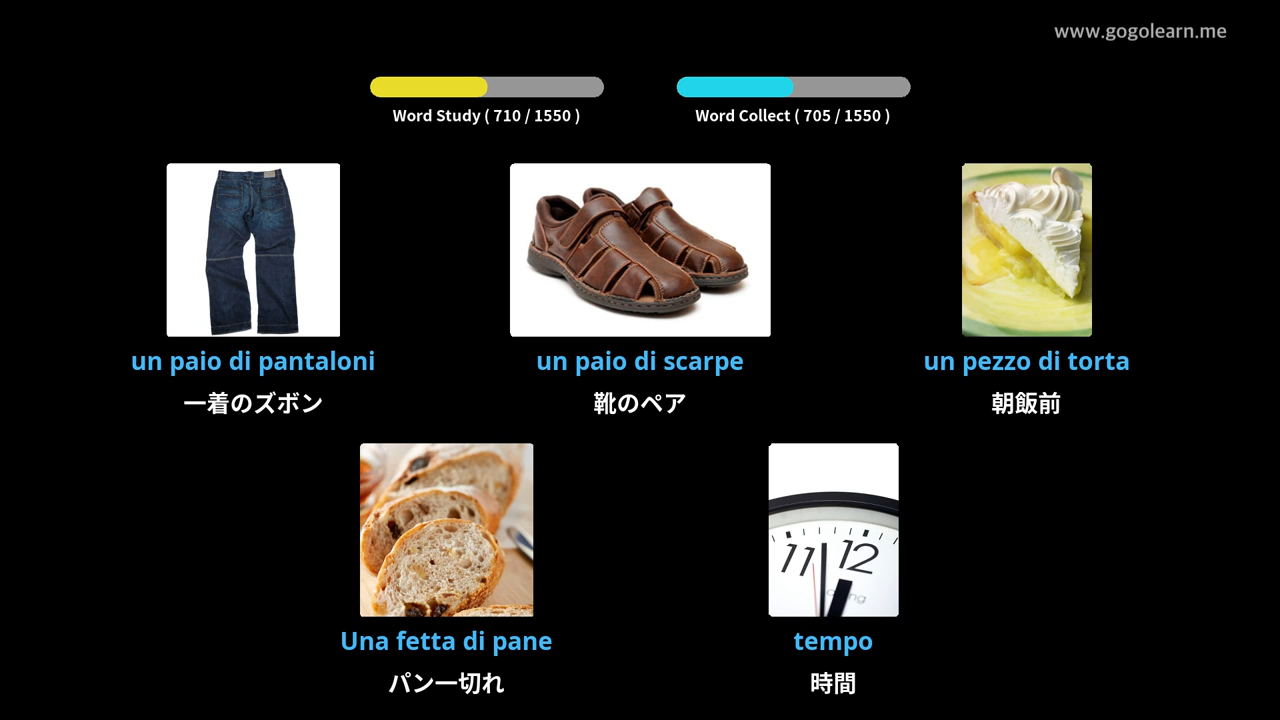 www.gogolearn.me
Word Study ( 710 / 1550 )
Word Collect ( 705 / 1550 )
un paio di pantaloni
一着のズボン
un paio di scarpe
靴のペア
un pezzo di torta
朝飯前
11 12
Una fetta di pane
パン一切れ
tempo
時間